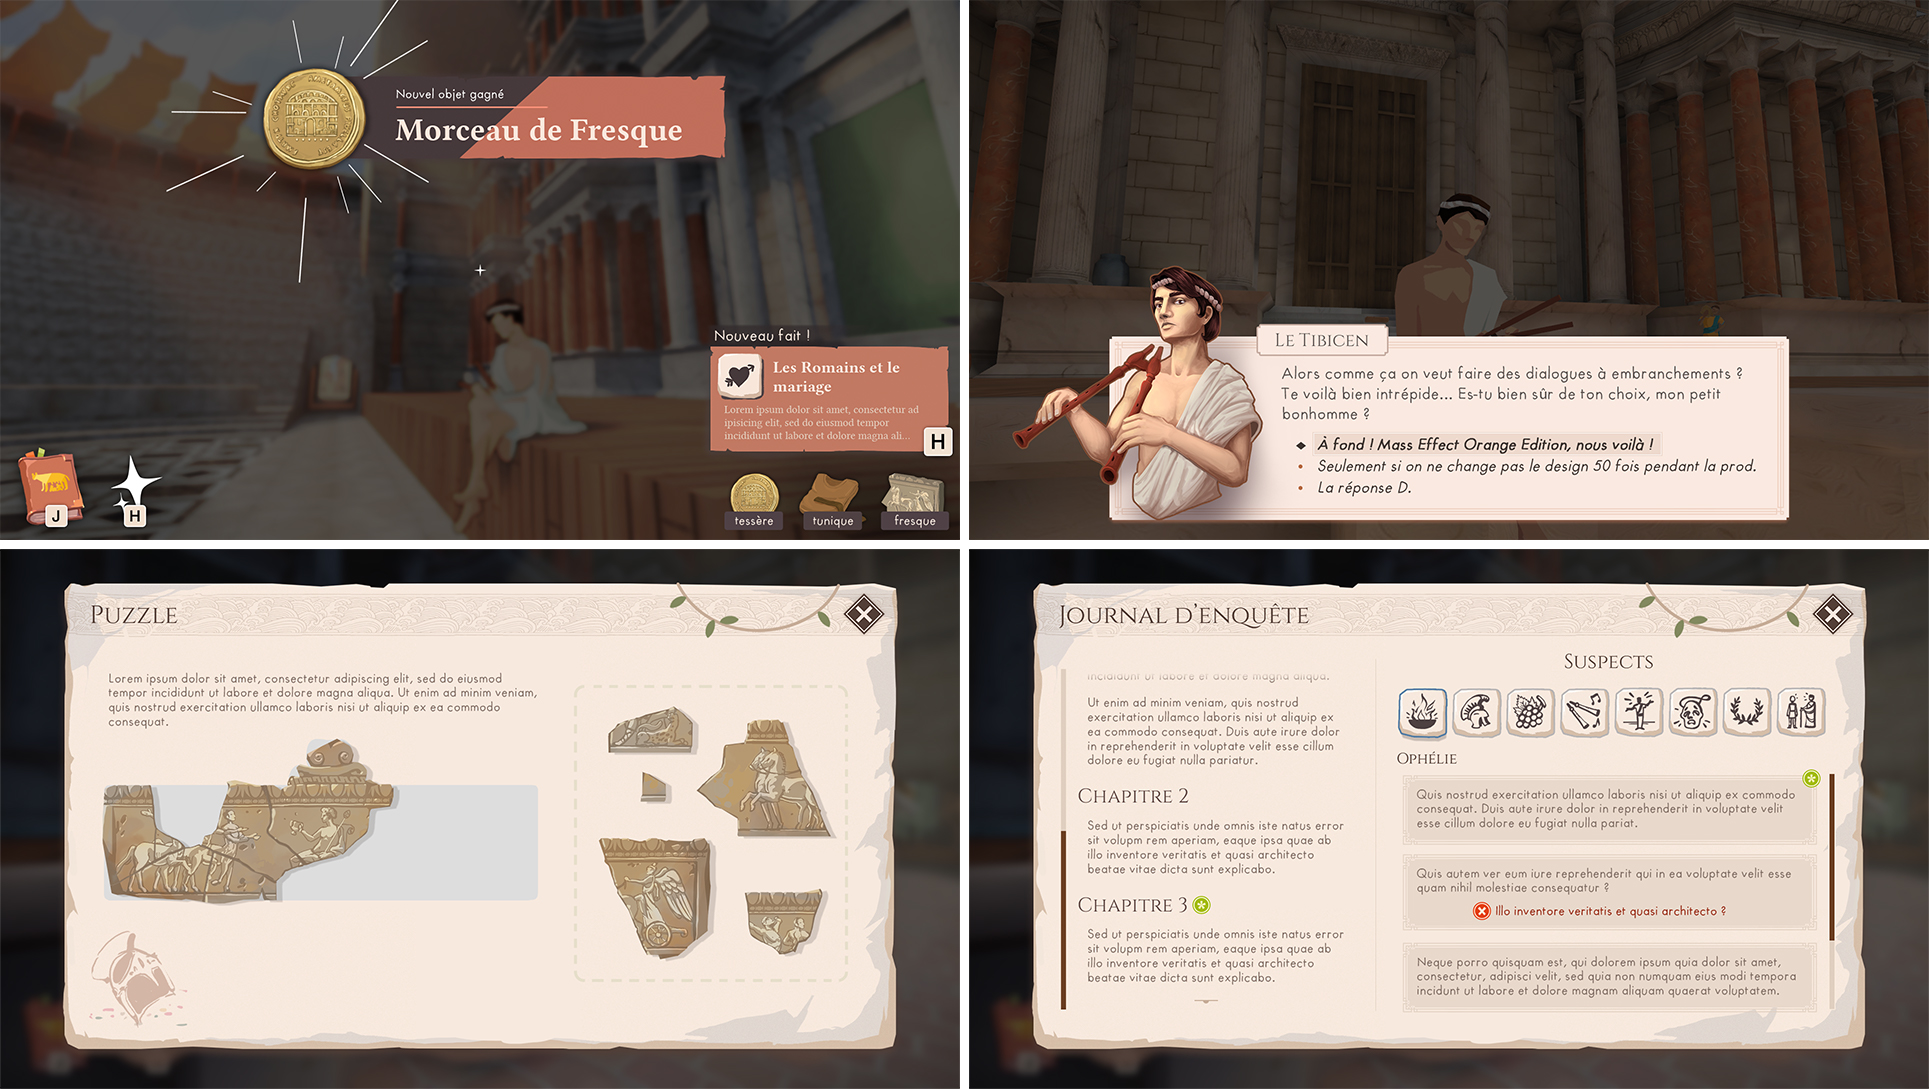 Nouvel objet gagné
Morceau de Fresque
Nouveau fait !
Les Romains et le
mariage
Lorem ipsum dolor sit amet, consectetur ad
ipisicing elit, sed do eiusmod tempor
incididunt ut labore et dolore magna ali...
H
J
H
tessère
tunique
fresque
Le Tibicen
Alors comme ça on veut faire des dialogues à embranchements ?
Te voilà bien intrépide... Es-tu bien sûr de ton choix, mon petit
bonhomme ?
À fond ! Mass Effect Orange Edition, nous voilà !
Seulement si on ne change pas le design 50 fois pendant la prod.
La réponse D.
Puzzle
Lorem ipsum dolor sit amet, consectetur adipiscing elit, sed do eiusmod
tempor incididunt ut labore et dolore magna aliqua. Ut enim ad minim veniam,
quis nostrud exercitation ullamco laboris nisi ut aliquip ex ea commodo
consequat.
Journal d'enquête
incididunt ut labore et dolore magna aliqua.
Ut enim ad minim veniam, quis nostrud
exercitation ullamco laboris nisi ut aliquip ex
ea commodo consequat. Duis aute irure dolor
in reprehenderit in voluptate velit esse cillum
dolore eu fugiat nulla pariatur.
Chapitre 2
Sed ut perspiciatis unde omnis iste natus error
sit volupm rem aperiam, eaque ipsa quae ab
illo inventore veritatis et quasi architecto
beatae vitae dicta sunt explicabo.
Chapitre 3
Sed ut perspiciatis unde omnis iste natus error
sit volupm rem aperiam, eaque ipsa quae ab
illo inventore veritatis et quasi architecto
beatae vitae dicta sunt explicabo.
Suspects
Ophélie
Quis nostrud exercitation ullamco laboris nisi ut aliquip ex commodo
consequat. Duis aute irure dolor in reprehenderit in voluptate velit
esse cillum dolore eu fugiat nulla pariat.
Quis autem ver eum iure reprehenderit qui in ea voluptate velit esse
quam nihil molestiae consequatur ?
Illo inventore veritatis et quasi architecto ?
Neque porro quisquam est, qui dolorem ipsum quia dolor sit amet,
consectetur, adipisci velit, sed quia non numquam eius modi tempora
incidunt ut labore et dolore magnam aliquam quaerat voluptatem.